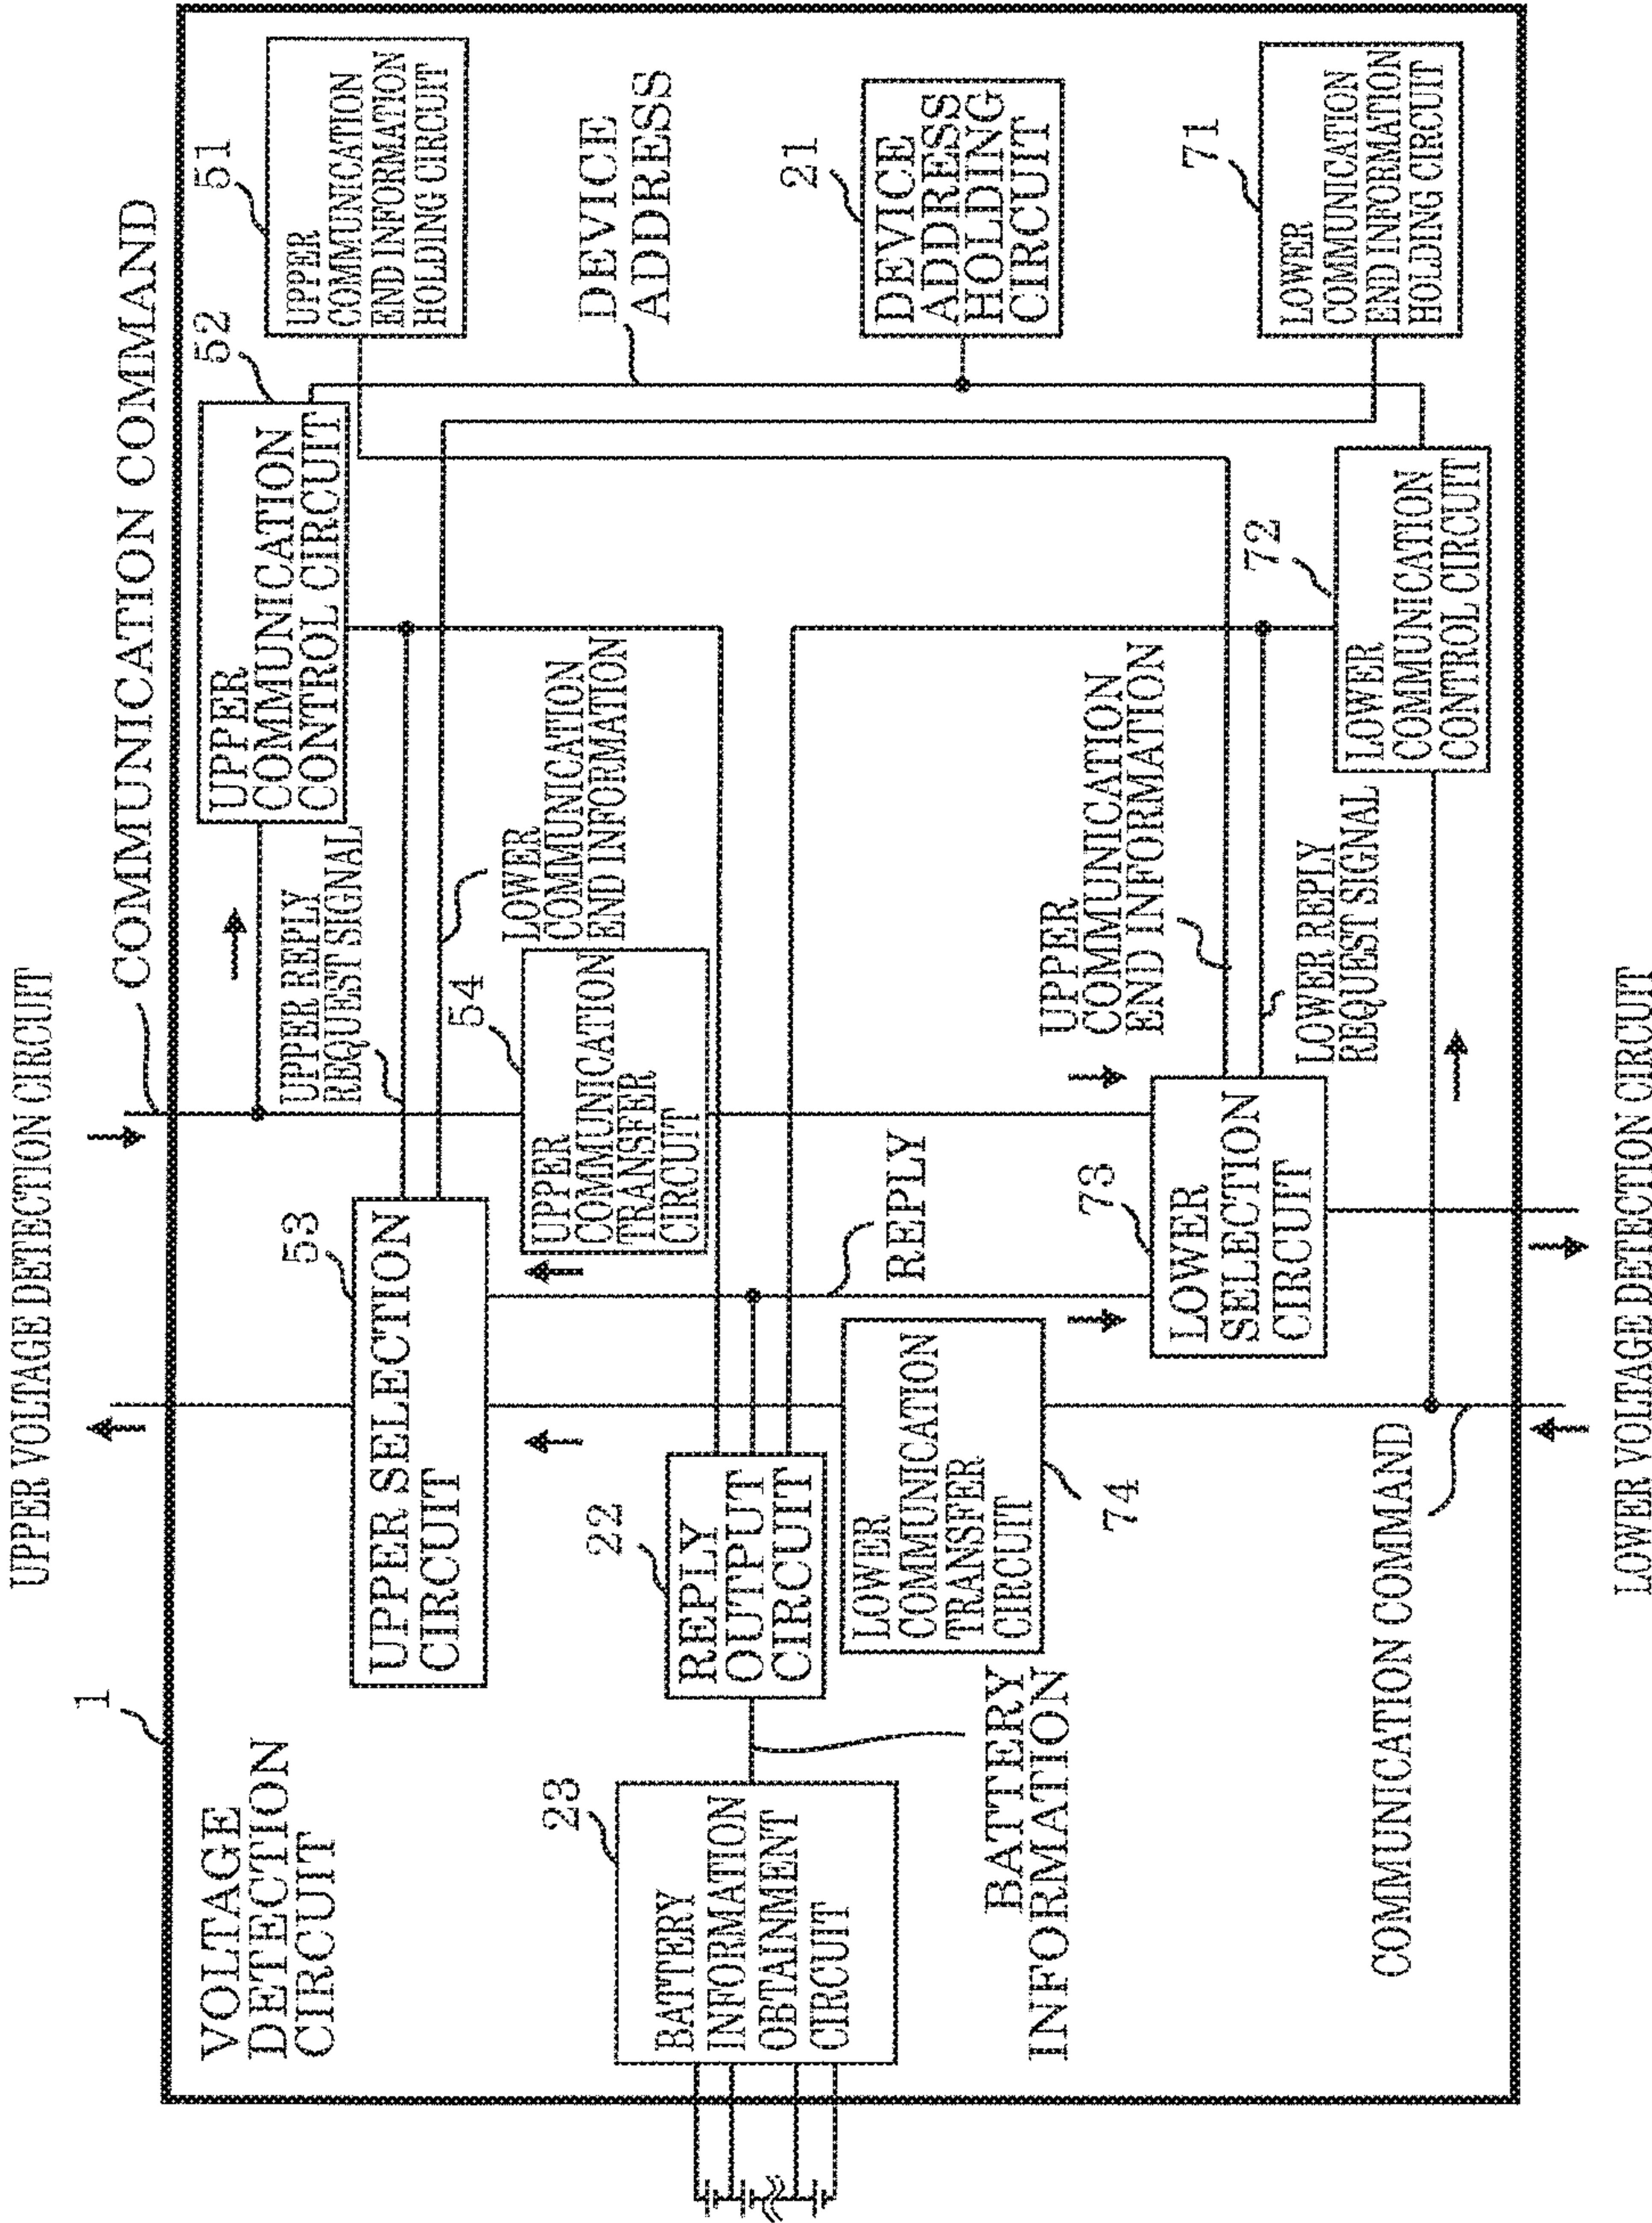 UPPER VOLTAGE DETECTION CIRCUIT
COMMUNICATION COMMAND
1
VOLTAGE
DETECTION
CIRCUIT
52
UPPER
COMMUNICATION
CONTROL CIRCUIT
51
UPPER
COMMUNICATION
END INFORMATION
HOLDING CIRCUIT
UPPER REPLY
REQUEST SIGNAL
53
UPPER SELECTION
CIRCUIT
LOWER
COMMUNICATION
END INFORMATION
54
UPPER
COMMUNICATION
TRANSFER
CIRCUIT
DEVICE
ADDRESS
23
BATTERY
INFORMATION
OBTAINMENT
CIRCUIT
22
REPLY
OUTPUT
CIRCUIT
21
DEVICE
ADDRESS
HOLDING
CIRCUIT
REPLY
LOWER
COMMUNICATION
TRANSFER
CIRCUIT
74
BATTERY
INFORMATION
UPPER
COMMUNICATION
END INFORMATION
73
LOWER
SELECTION
CIRCUIT
LOWER REPLY
REQUEST SIGNAL
72
LOWER
COMMUNICATION
CONTROL CIRCUIT
71
LOWER
COMMUNICATION
END INFORMATION
HOLDING CIRCUIT
COMMUNICATION COMMAND
LOWER VOLTAGE DETECTION CIRCUIT